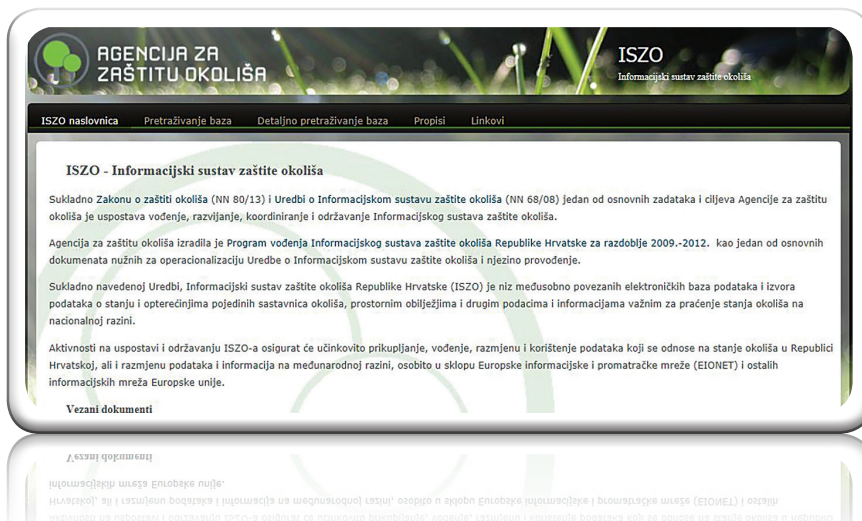 AGENCIJA ZA
ZAŠTITU OKOLIŠA
ISZO
Informacijski sustav zaštite okoliša
ISZO naslovnica Pretraživanje baza Detaljno pretraživanje baza Propisi Linkovi
ISZO - Informacijski sustav zaštite okoliša
Sukladno Zakonu o zaštiti okoliša (NN 80/13) i Uredbi o Informacijskom sustavu zaštite okoliša (NN 68/08) jedan od osnovnih zadataka i ciljeva Agencije za zaštitu
okoliša je uspostava vođenje, razvijanje, koordiniranje i održavanje Informacijskog sustava zaštite okoliša.
Agencija za zaštitu okoliša izradila je Program vođenja Informacijskog sustava zaštite okoliša Republike Hrvatske za razdoblje 2009.-2012. kao jedan od osnovnih
dokumenata nužnih za operacionalizaciju Uredbe o Informacijskom sustavu zaštite okoliša i njezino provođenje.
Sukladno navedenoj Uredbi, Informacijski sustav zaštite okoliša Republike Hrvatske (ISZO) je niz međusobno povezanih elektroničkih baza podataka i izvora
podataka o stanju i opterećinjima pojedinih sastavnica okoliša, prostornim obilježjima i drugim podacima i informacijama važnim za praćenje stanja okoliša na
nacionalnoj razini.
Aktivnosti na uspostavi i održavanju ISZO-a osigurat će učinkovito prikupljanje, vođenje, razmjenu i korištenje podataka koji se odnose na stanje okoliša u Republici
Hrvatskoj, ali i razmjenu podataka i informacija na međunarodnoj razini, osobito u sklopu Europske informacijske i promatračke mreže (EIONET) i ostalih
informacijskih mreža Europske unije.
Vezani dokumenti